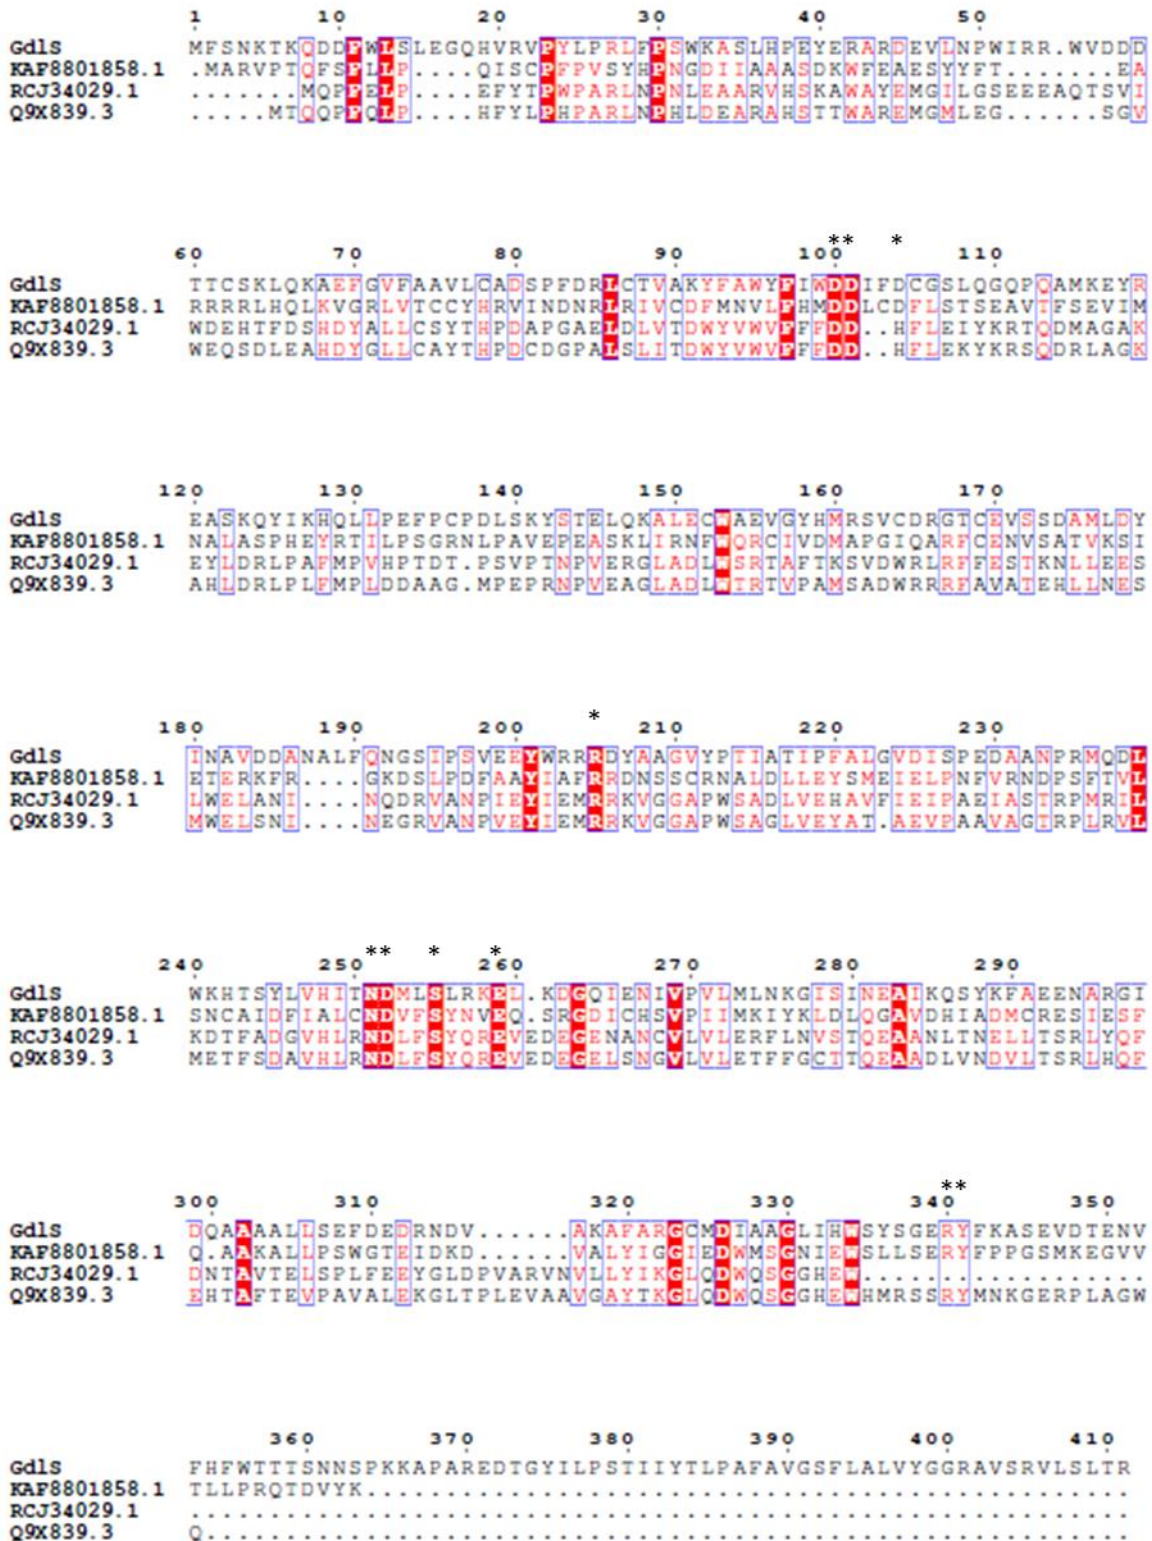 1 10 20 30 40 50
GdlS MFSNKTKQDDFWLSLEGQHVRVPYLPRLFPSWKASLHPEYERARDEVLNPWIRR.WVDDD
KAF8801858.1 .MARVPTQFSFLLP....QISCPFPVSYHPNGDIIAAASDKWFEAESYYFT.......EA
RCJ34029.1 .......MQPFELP....EFYTPWPARLNPNLEAARVHSKAWAYEMGILGSEEEAQTSVI
Q9X839.3 .....MTQQPFQLP....HFYLPHPARLNPHLDEARAHSTTWAREMGMLEG......SGV
** *
60 70 80 90 100 110
GdlS TTCSKLQKAEFGVFAAVLCADSPFDRLCTVAKYFAWYFIWDDIFDCGSLQGQPQAMKEYR
KAF8801858.1 RRRRLHQLKVGRLVTCCYHRVINDNRLRIVCDFMNVLFHMDDLCDFLSTSEAVTFSEVIM
RCJ34029.1 WDEHTFDSHDYALLCSYTHPDAPGAELDLVTDWYVWVFFFDD..HFLEIYKRTQDMAGAK
Q9X839.3 WEQSDLEAHDYGLLCAYTHPDCDGPALSLITDWYVWVFFFDD..HFLEKYKRSQDRLAGK
120 130 140 150 160 170
GdlS EASKQYIKHQLLPEFPCPDLSKYSTELQKALECWAEVGYHMRSVCDRGTCEVSSDAMLDY
KAF8801858.1 NALASPHEYRTILPSGRNLPAVEPEASKLIRNFWQRCIVDMAPGIQARFCENVSATVKSI
RCJ34029.1 EYLDRLPAFMPVHPTDT.PSVPTNPVERGLADLWSRTAFTKSVDWRLRFFESTKNLLEES
Q9X839.3 AHLDRLPLFMPLDDAAG.MPEPRNPVEAGLADLWTRTVPAMSADWRRRFAVATEHLLNES
*
180 190 200 210 220 230
GdlS INAVDDANALFQNGSIPSVEEYWRRRDYAAGVYPTIATIPFALGVDISPEDAANPRMQDL
KAF8801858.1 ETERKFR....GKDSLPDFAAYIAFRRDNSSCRNALDLLEYSMEIELPNFVRNDPSFTVL
RCJ34029.1 LWELANI....NQDRVANPIEYIEMRRKVGGAPWSADLVEHAVFIEIPAEIASTRPMRIL
Q9X839.3 MWELSNI....NEGRVANPVEYIEMRRKVGGAPWSAGLVEYAT.AEVPAAVAGTRPLRVL
** * *
240 250 260 270 280 290
GdlS WKHTSYLVHITNDMLSLRKEL.KDGQIENIVPVLMLNKGISINEAIKQSYKFAEENARGI
KAF8801858.1 SNCAIDFIALCNDVFSYNVEQ.SRGDICHSVPIIMKIYKLDLQGAVDHIADMCRESIESF
RCJ34029.1 KDTFADGVHLRNDLFSYQREVEDEGENANCVLVLERFLNVSTQEAANLTNELLTSRLYQF
Q9X839.3 METFSDAVHLRNDLFSYQREVEDEGELSNGVLVLETFFGCTTQEAADLVNDVLTSRLHQF
**
300 310 320 330 340 350
GdlS DQAAAAALLSEFDEDRNDV......AKAFARGCMDIAAGLIHWSYSGERYFKASEVDTENV
KAF8801858.1 Q.AAKALLPSWGTEIDKD......VALYIGGIEDWMSGNIEWSLLSERYFPPGSMKEGVV
RCJ34029.1 DNTAVTELSPLFEEYGLDPVARVNVLLYIKGLQDWQSGGHEW..................
Q9X839.3 EHTAFTEVPAVALEKGLTPLEVAAVGAYTKGLQDWQSGGHEWHMRSSRYMNKGERPLAGW
360 370 380 390 400 410
GdlS FHFWTTTSNNSPKKAPAREDTGYILPSTIIYTLPAFAVGSFLALVYGGRAVSRVLSLTR
KAF8801858.1 TLLPRQTDVYK................................................
RCJ34029.1 ...........................................................
Q9X839.3 Q..........................................................